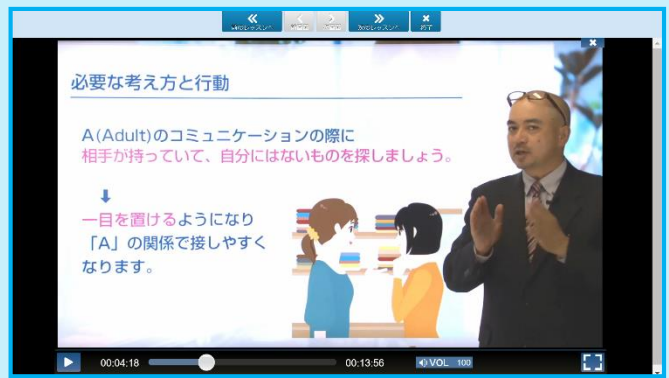 終了
必要な考え方と行動
A(Adult)のコミュニケーションの際に
相手が持っていて、自分にはないものを探しましょう。
一目を置けるようになり
「A」の関係で接しやすく
なります。
00:04:18
00:13:56
VOL 100